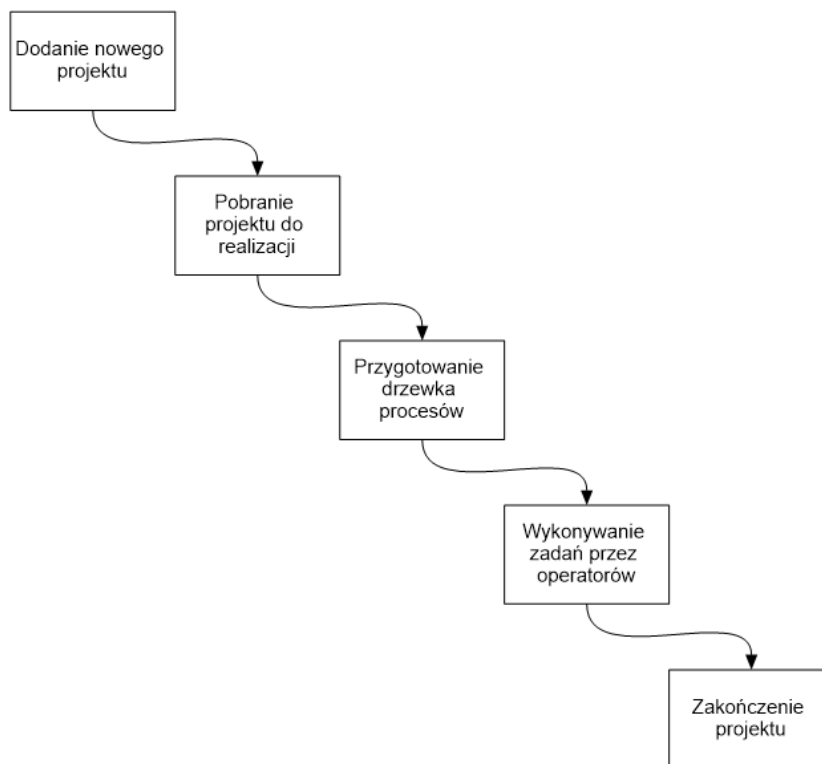 Dodanie nowego
projektu
Pobranie
projektu do
realizacji
Przygotowanie
drzewka
procesów
Wykonywanie
zadań przez
operatorów
Zakończenie
projektu